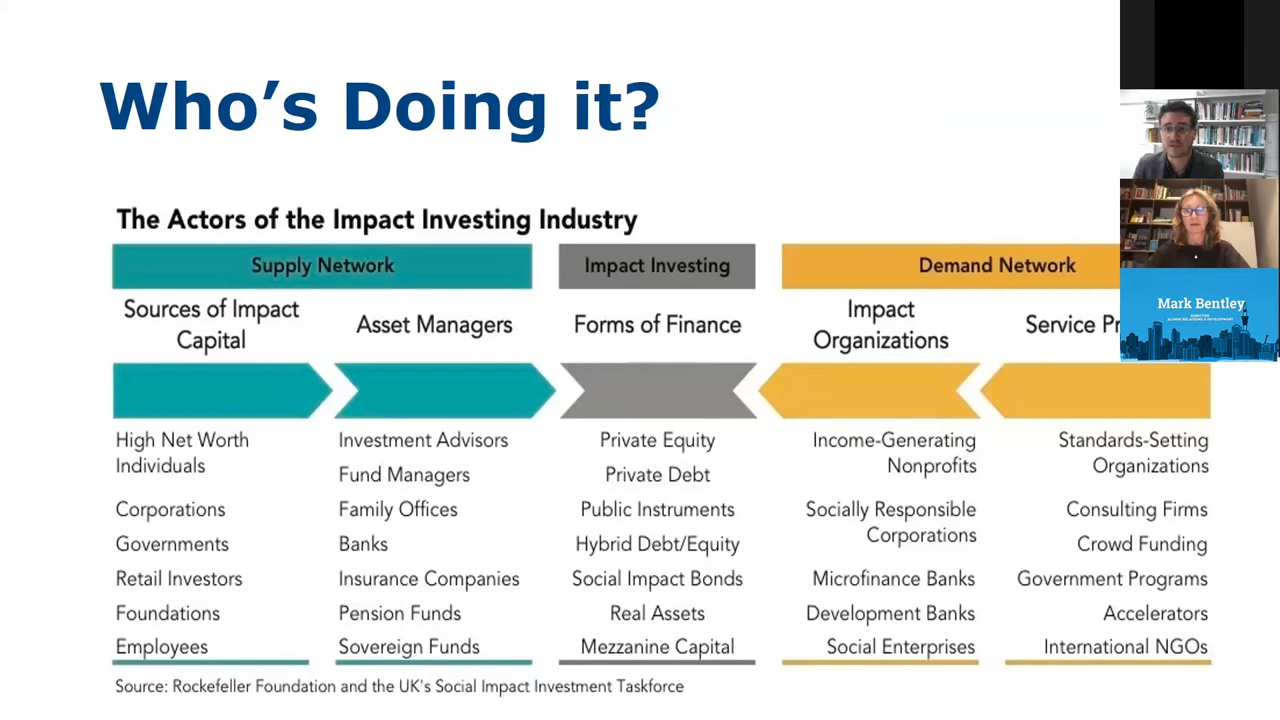 Who's Doing it?
The Actors of the Impact Investing Industry
Supply Network
Impact Investing
Demand Network
Sources of Impact
Capital
Asset Managers
Forms of Finance
Impact
Organizations
Service
High Net Worth
Individuals
Corporations
Governments
Retail Investors
Foundations
Employees
Investment Advisors
Fund Managers
Family Offices
Banks
Insurance Companies
Pension Funds
Sovereign Funds
Private Equity
Private Debt
Public Instruments
Hybrid Debt/Equity
Social Impact Bonds
Real Assets
Mezzanine Capital
Income-Generating
Nonprofits
Socially Responsible
Corporations
Microfinance Banks
Development Banks
Social Enterprises
Standards-Setting
Organizations
Consulting Firms
Crowd Funding
Government Programs
Accelerators
International NGOs
Source: Rockefeller Foundation and the UK's Social Impact Investment Taskforce
Mark Bentley
DIRECTOR
ALUMNI RELATIONS & DEVELOPMENT